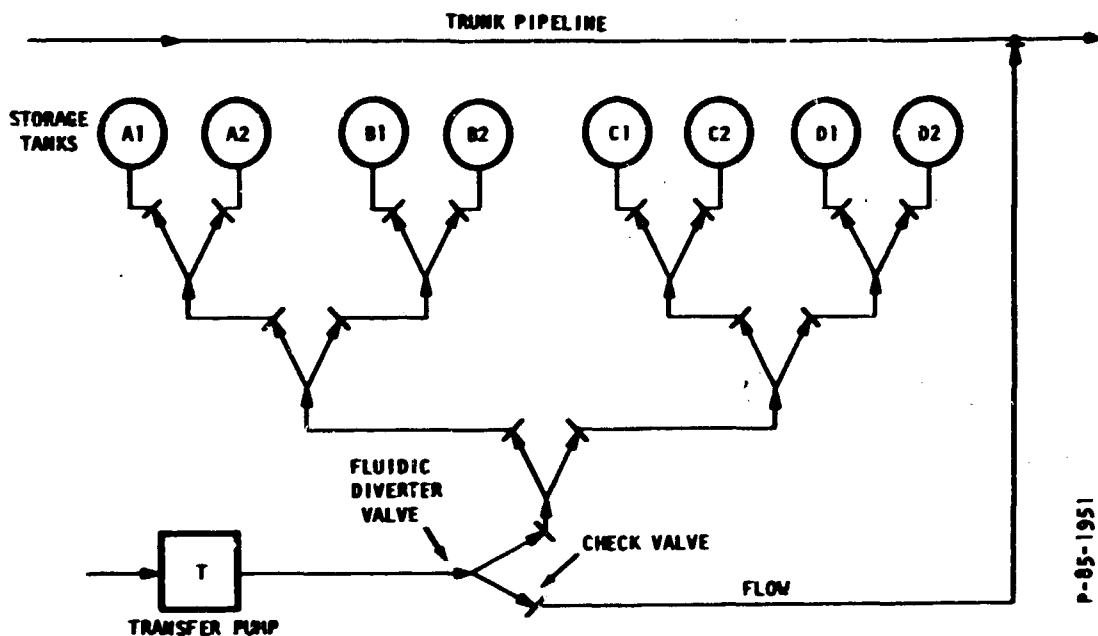 TRUNK PIPELINE
STORAGE
TANKS
A1 A2 B1 B2 C1 C2 D1 D2
FLUIDIC
DIVERTER
VALVE
CHECK VALVE
T
FLOW
TRANSFER PUMP
P-85-1951